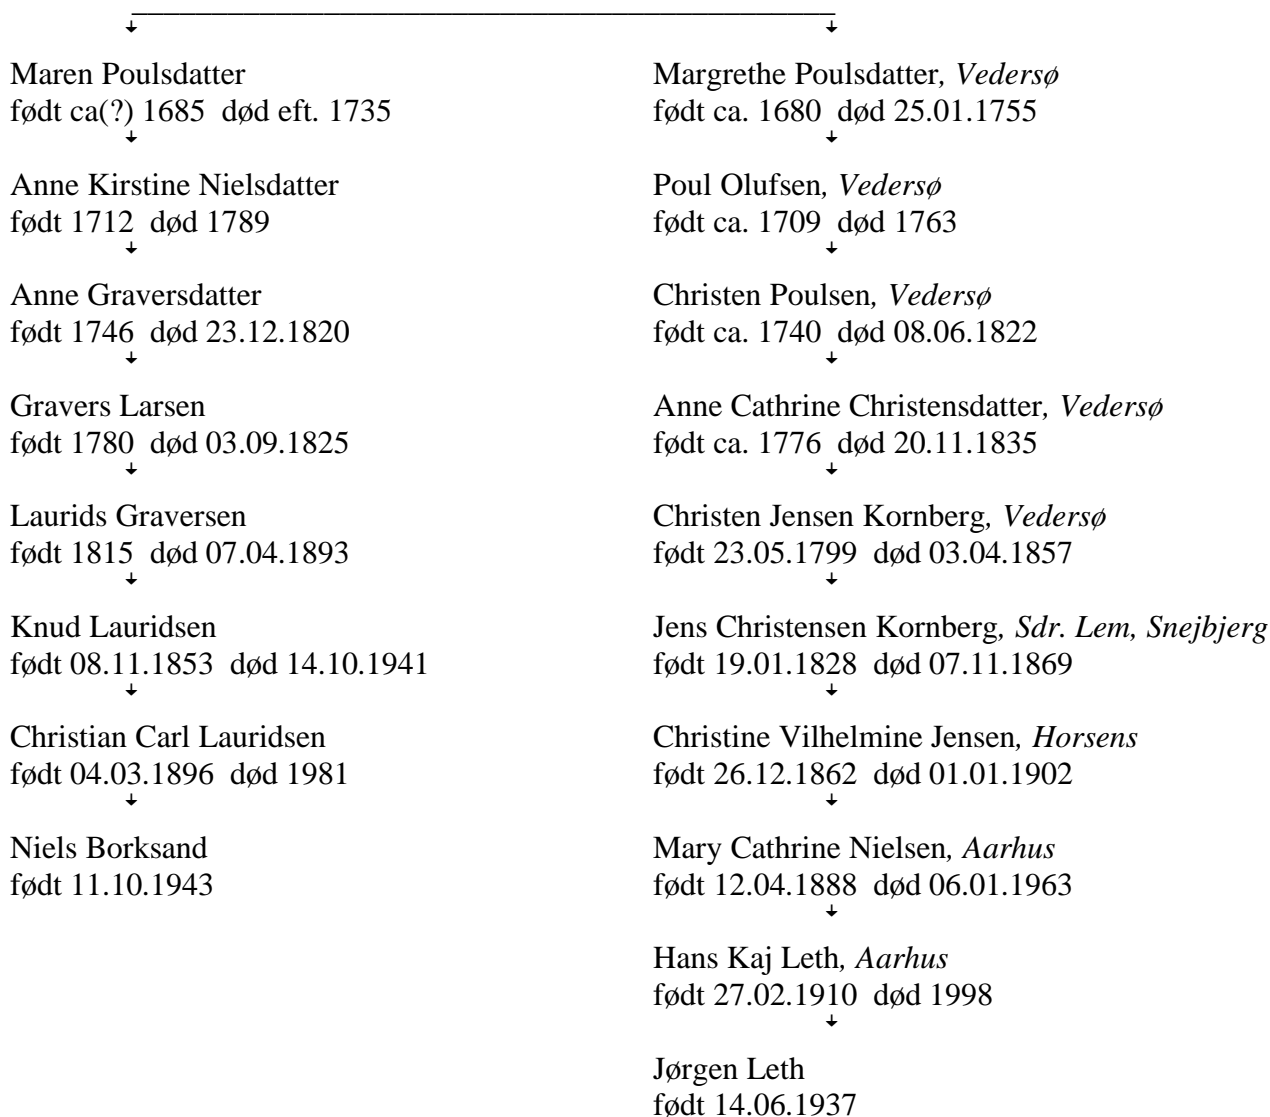 Maren Poulsdatter
født ca(?) 1685 død eft. 1735
Anne Kirstine Nielsdatter
født 1712 død 1789
Anne Graversdatter
født 1746 død 23.12.1820
Gravers Larsen
født 1780 død 03.09.1825
Laurids Graversen
født 1815 død 07.04.1893
Knud Lauridsen
født 08.11.1853 død 14.10.1941
Christian Carl Lauridsen
født 04.03.1896 død 1981
Niels Borksand
født 11.10.1943
Margrethe Poulsdatter, Vedersø
født ca. 1680 død 25.01.1755
Poul Olufsen, Vedersø
født ca. 1709 død 1763
Christen Poulsen, Vedersø
født ca. 1740 død 08.06.1822
Anne Cathrine Christensdatter, Vedersø
født ca. 1776 død 20.11.1835
Christen Jensen Kornberg, Vedersø
født 23.05.1799 død 03.04.1857
Jens Christensen Kornberg, Sdr. Lem, Snejbjerg
født 19.01.1828 død 07.11.1869
Christine Vilhelmine Jensen, Horsens
født 26.12.1862 død 01.01.1902
Mary Cathrine Nielsen, Aarhus
født 12.04.1888 død 06.01.1963
Hans Kaj Leth, Aarhus
født 27.02.1910 død 1998
Jørgen Leth
født 14.06.1937